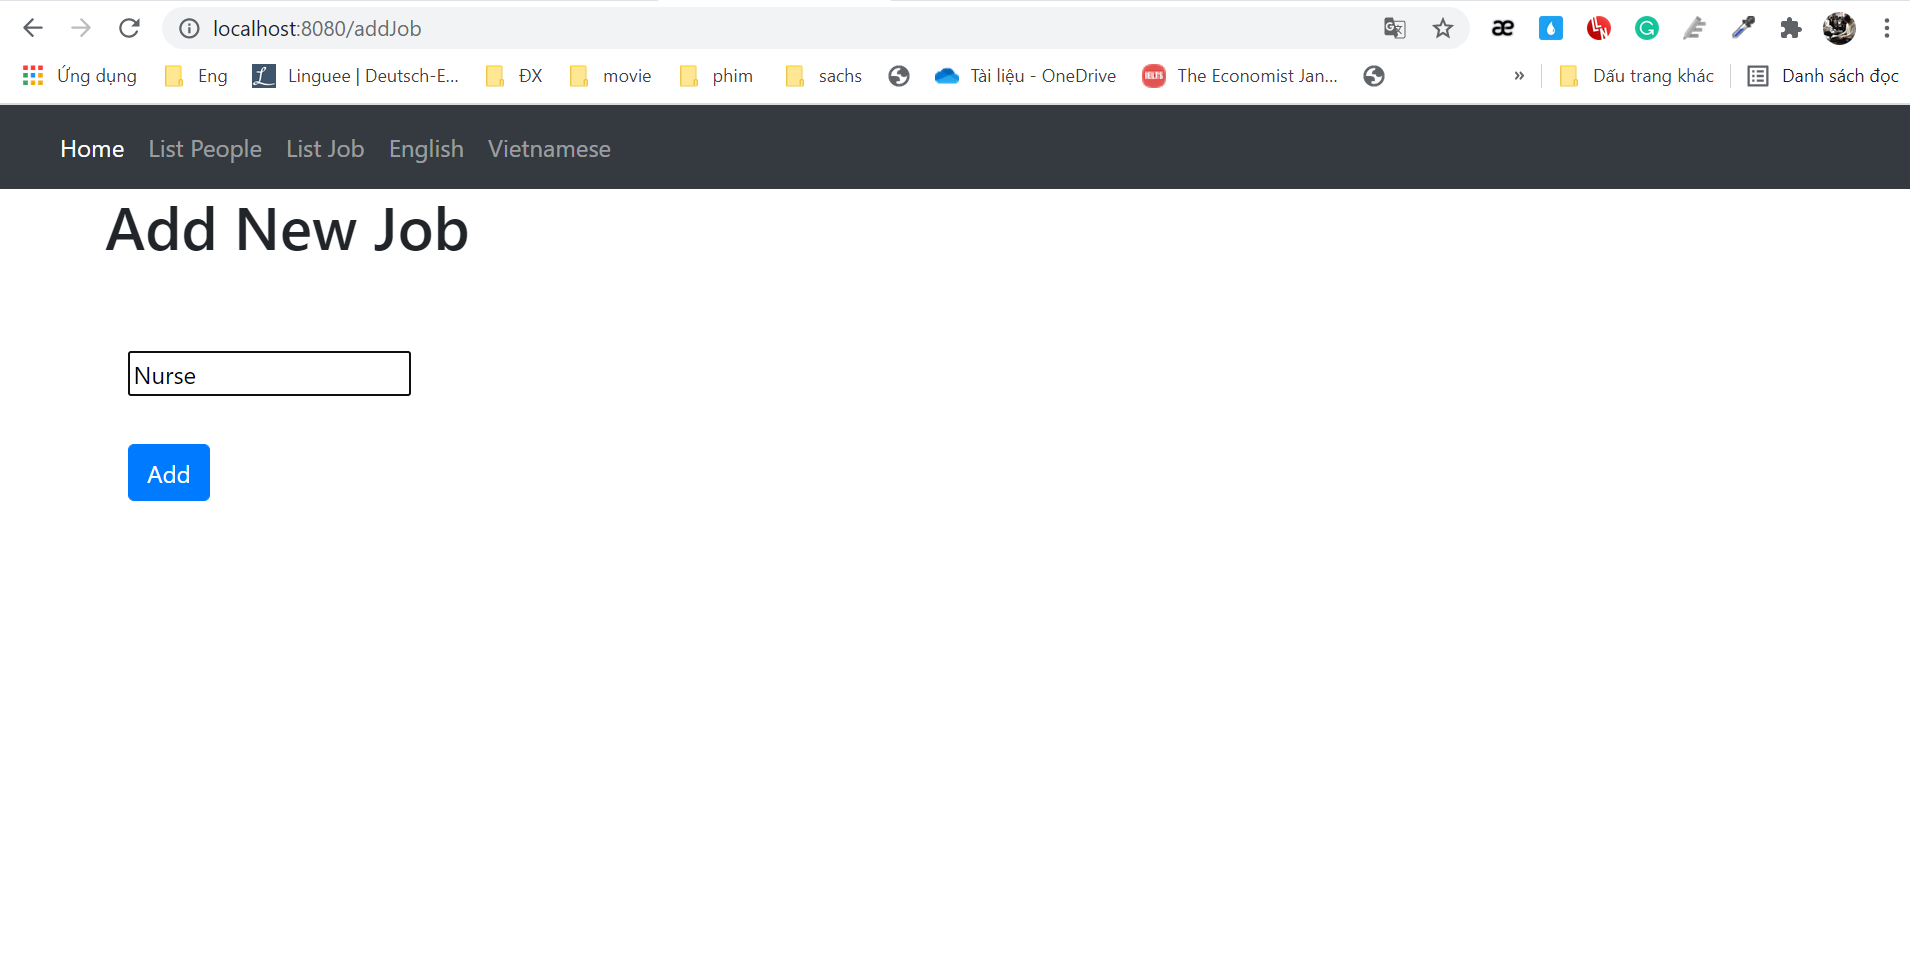 localhost:8080/addJob
Ứng dụng Eng Linguee | Deutsch-E... ĐX movie phim sachs Tài liệu - OneDrive IELTS The Economist Jan... » Dấu trang khác Danh sách đọc
Home List People List Job English Vietnamese
Add New Job
Nurse
Add